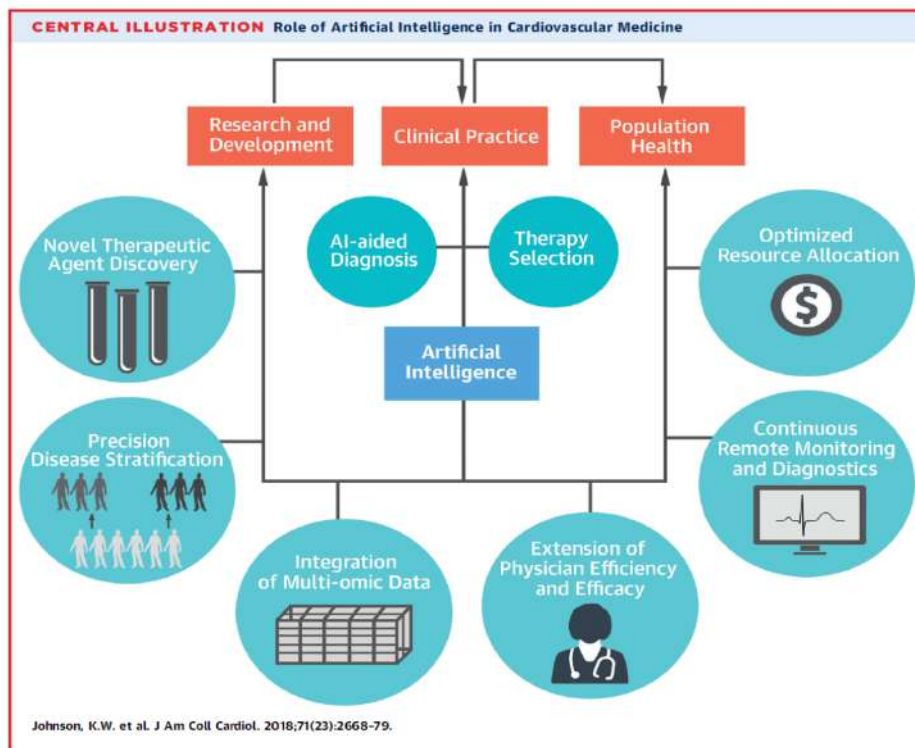 CENTRAL ILLUSTRATION Role of Artificial Intelligence in Cardiovascular Medicine
Research and
Development
Clinical Practice
Population
Health
Novel Therapeutic
Agent Discovery
AI-aided
Diagnosis
Therapy
Selection
Optimized
Resource Allocation
$
Artificial
Intelligence
Precision
Disease Stratification
Continuous
Remote Monitoring
and Diagnostics
Integration
of Multi-omic Data
Extension of
Physician Efficiency
and Efficacy
Johnson, K.W. et al. J Am Coll Cardiol. 2018;71(23):2668-79.